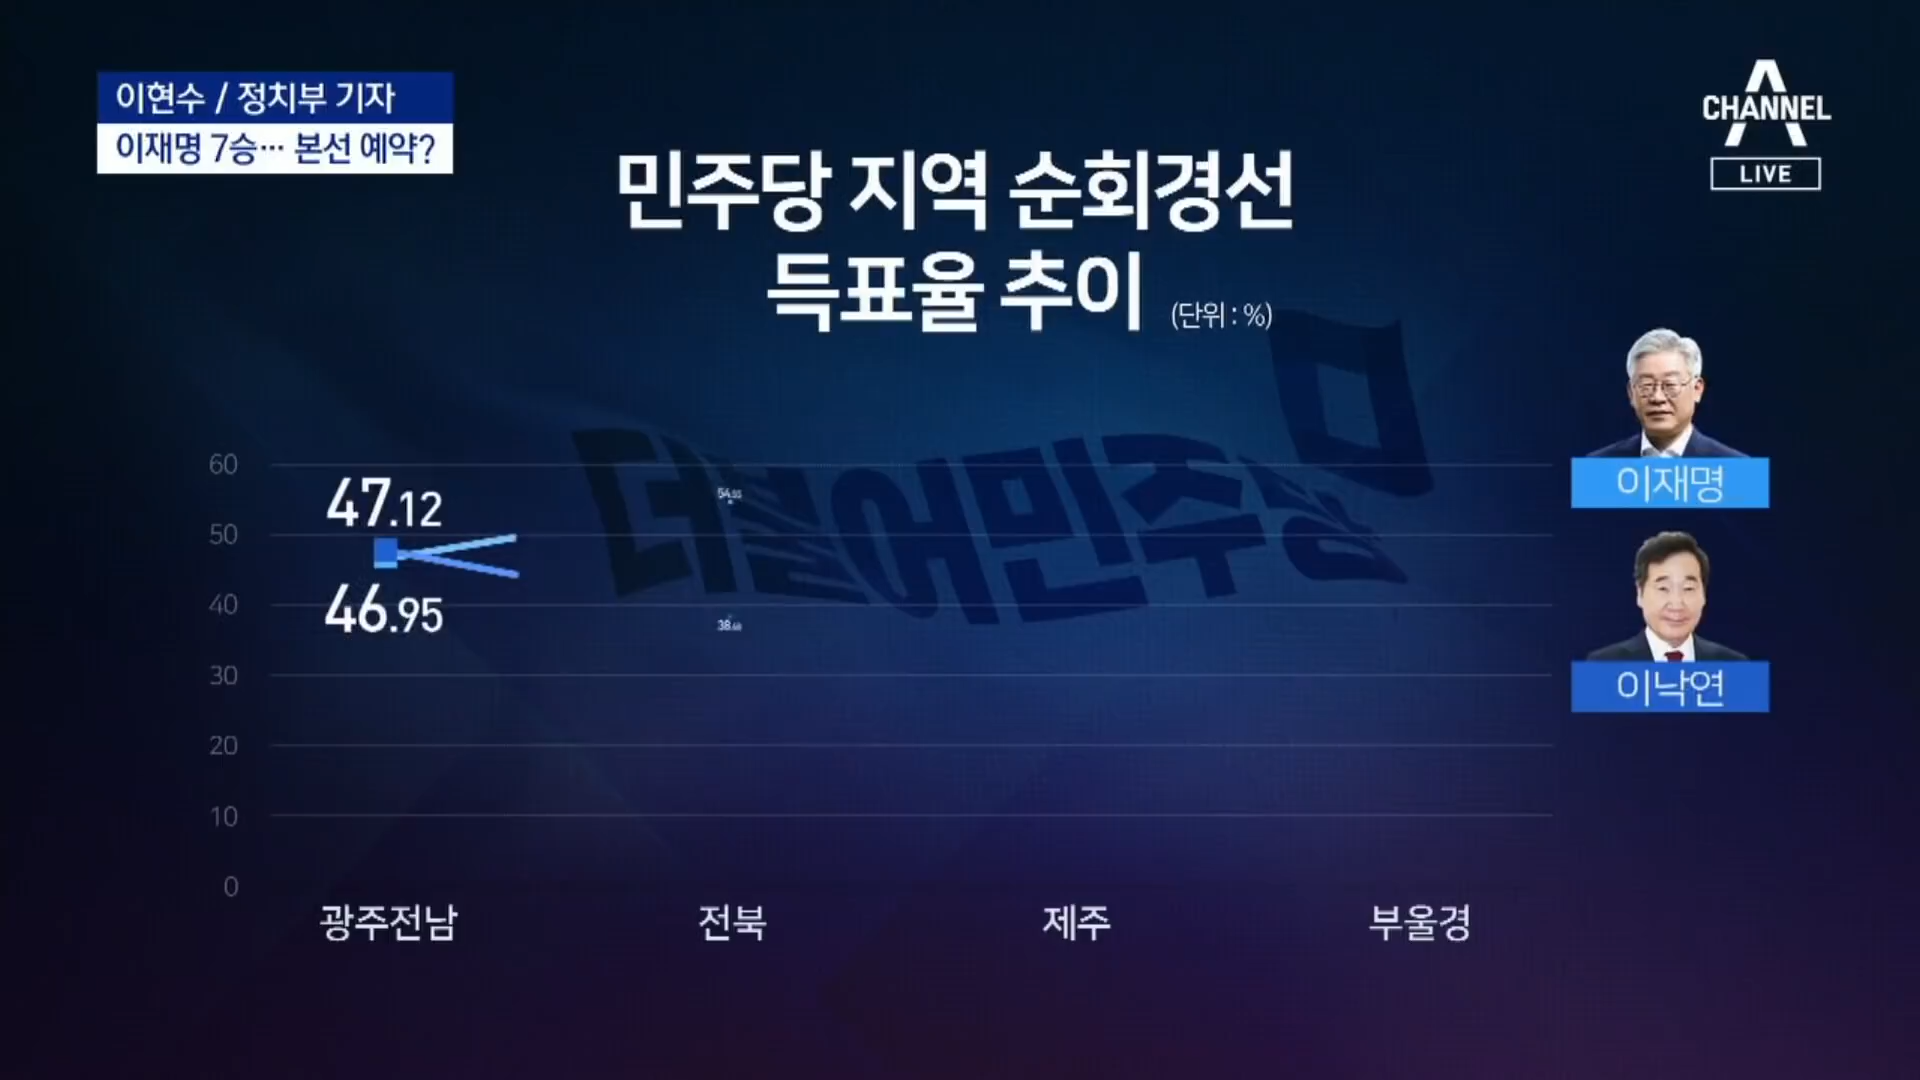 이현수 / 정치부 기자
이재명 7승… 본선 예약?
CHANNEL A
LIVE
민주당 지역 순회경선
득표율 추이 (단위 : %)
더불어민주당
60
50
40
30
20
10
0
47.12
46.95
38.48
광주전남
전북
제주
부울경
이재명
이낙연